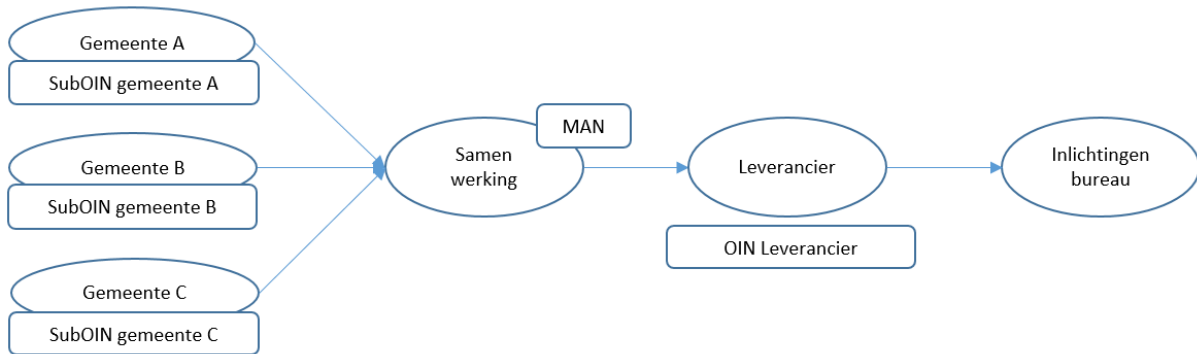 Gemeente A
SubOIN gemeente A
Gemeente B
SubOIN gemeente B
Gemeente C
SubOIN gemeente C
Samen
werking
MAN
Leverancier
OIN Leverancier
Inlichtingen
bureau